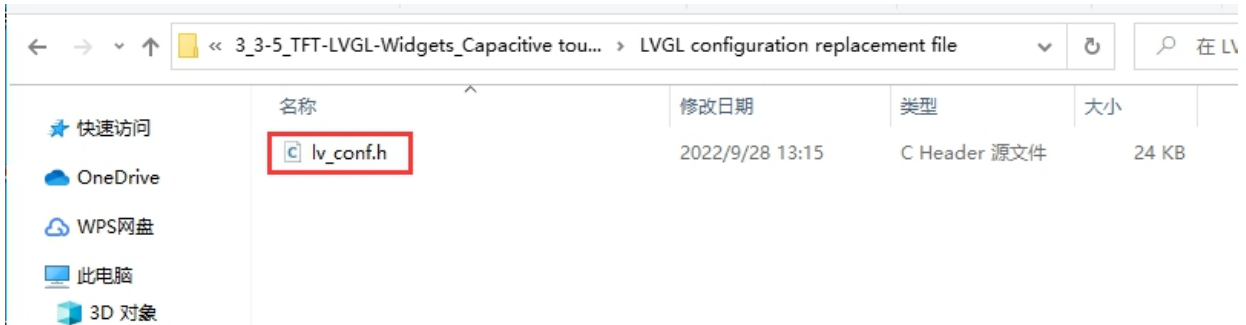 « 3_3-5_TFT-LVGL-Widgets_Capacitive tou... › LVGL configuration replacement file
在 LV
名称 修改日期 类型 大小
快速访问
lv_conf.h 2022/9/28 13:15 C Header 源文件 24 KB
OneDrive
WPS网盘
此电脑
3D 对象